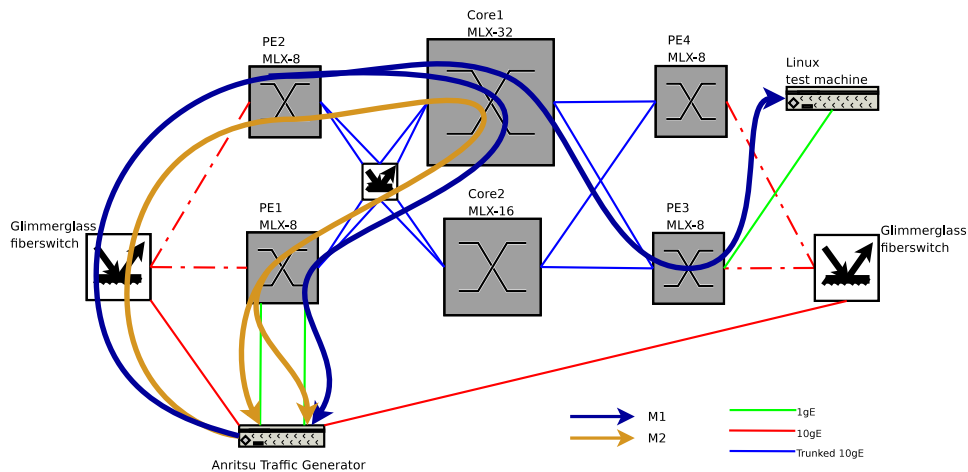 Core1
MLX-32
PE2
MLX-8
PE4
MLX-8
Linux
test machine
PE1
MLX-8
Core2
MLX-16
PE3
MLX-8
Glimmerglass
fiberswitch
Glimmerglass
fiberswitch
M1
M2
1gE
10gE
Trunked 10gE
Anritsu Traffic Generator